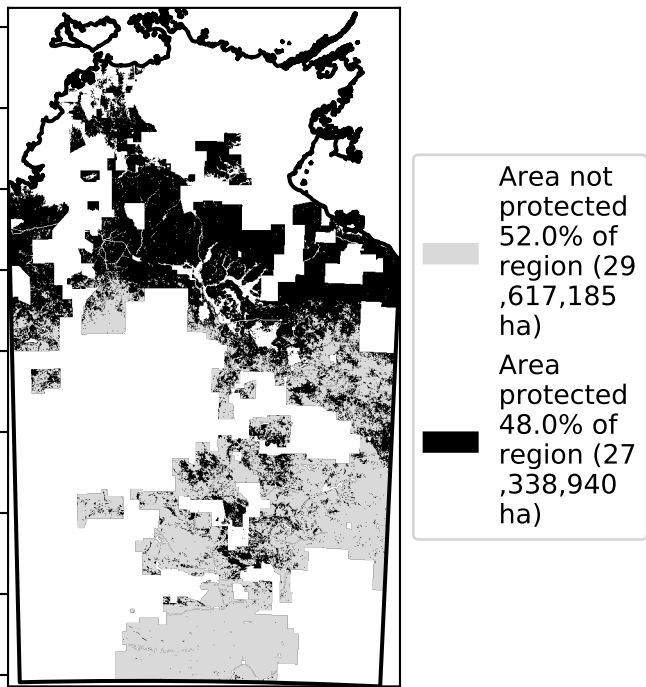 Area not
protected
52.0% of
region (29
,617,185
ha)
Area
protected
48.0% of
region (27
,338,940
ha)